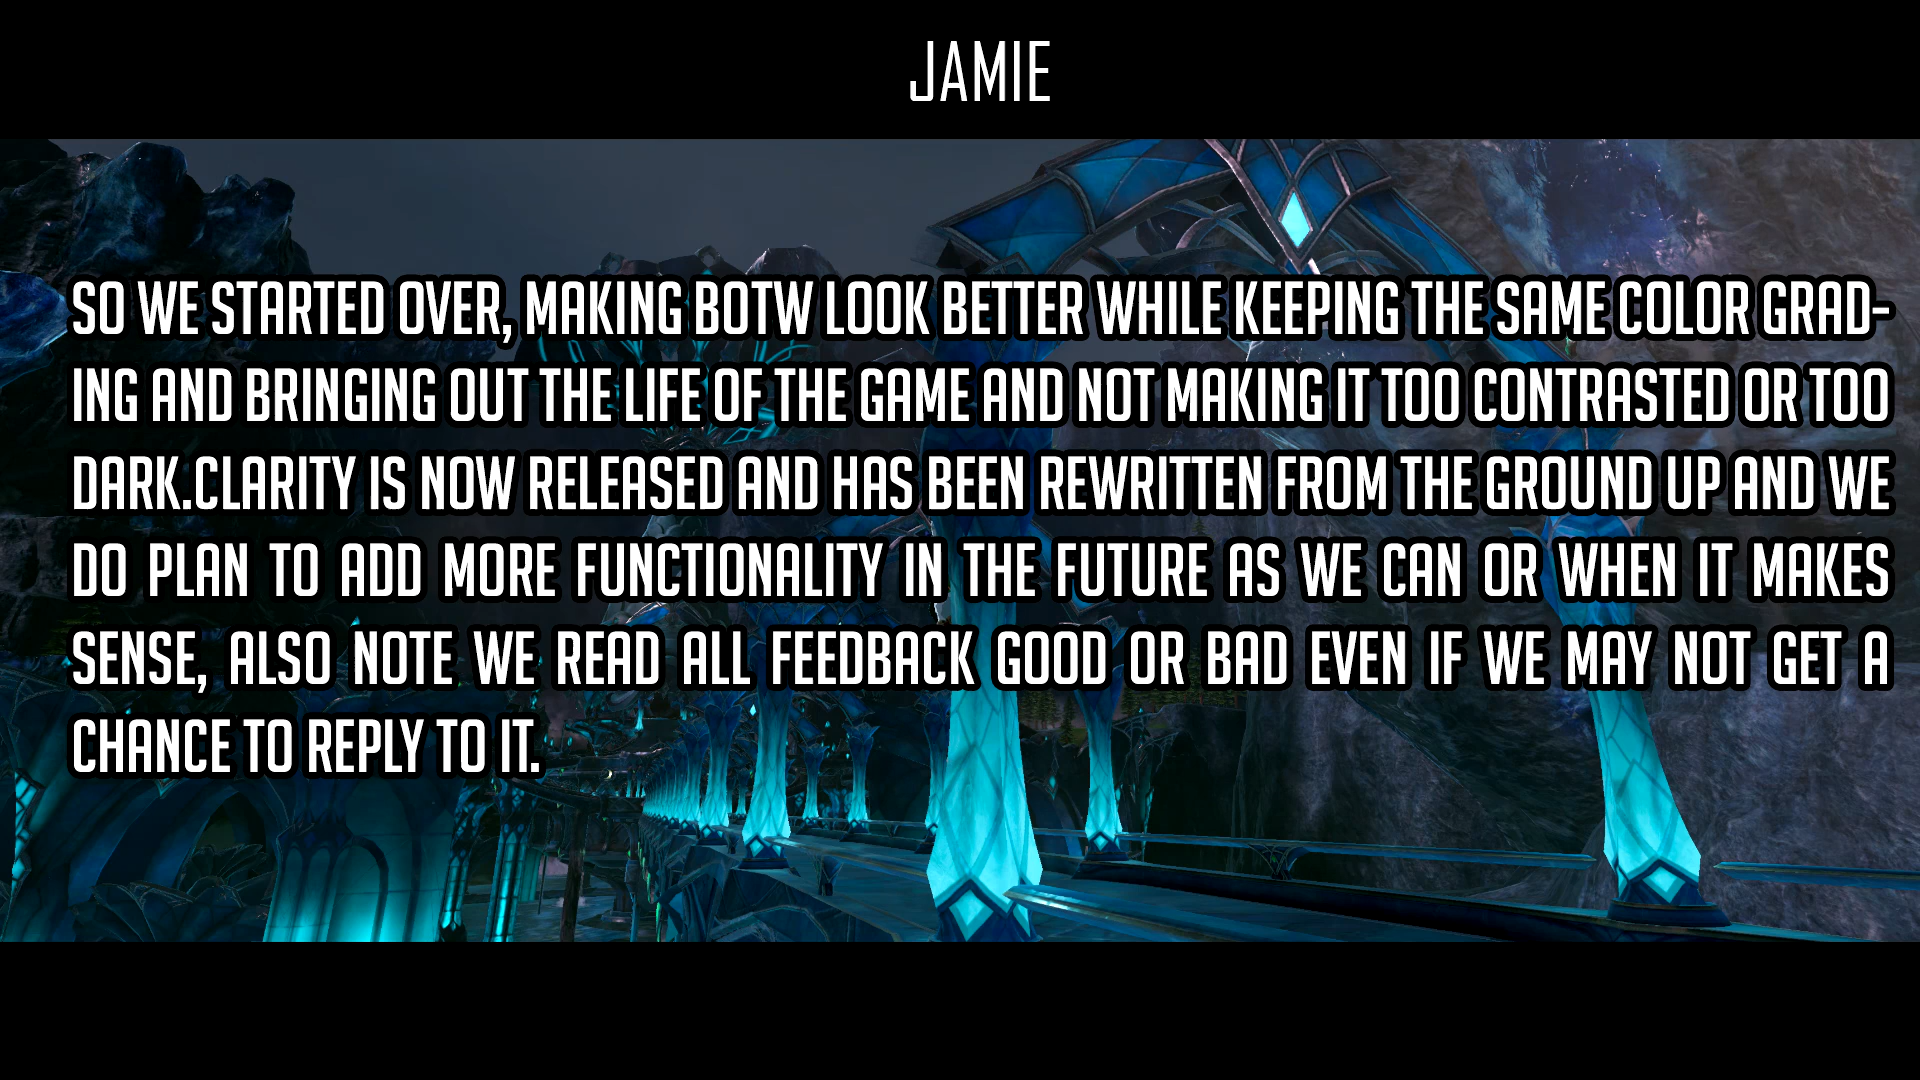 JAMIE
SO WE STARTED OVER, MAKING BOTW LOOK BETTER WHILE KEEPING THE SAME COLOR GRAD-
ING AND BRINGING OUT THE LIFE OF THE GAME AND NOT MAKING IT TOO CONTRASTED OR TOO
DARK.CLARITY IS NOW RELEASED AND HAS BEEN REWRITTEN FROM THE GROUND UP AND WE
DO PLAN TO ADD MORE FUNCTIONALITY IN THE FUTURE AS WE CAN OR WHEN IT MAKES
SENSE, ALSO NOTE WE READ ALL FEEDBACK GOOD OR BAD EVEN IF WE MAY NOT GET A
CHANCE TO REPLY TO IT.